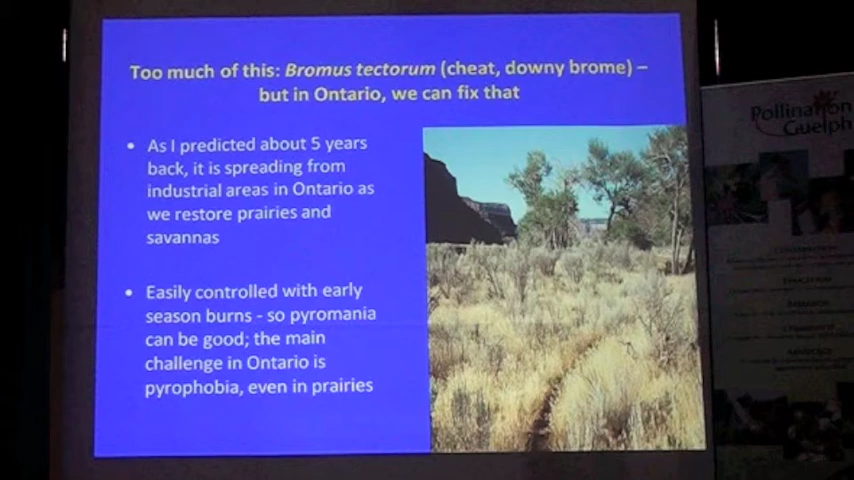 Too much of this: Bromus tectorum (cheat, downy brome) –
but in Ontario, we can fix that
• As I predicted about 5 years
back, it is spreading from
industrial areas in Ontario as
we restore prairies and
savannas
• Easily controlled with early
season burns - so pyromania
can be good; the main
challenge in Ontario is
pyrophobia, even in prairies
Pollination
Guelph